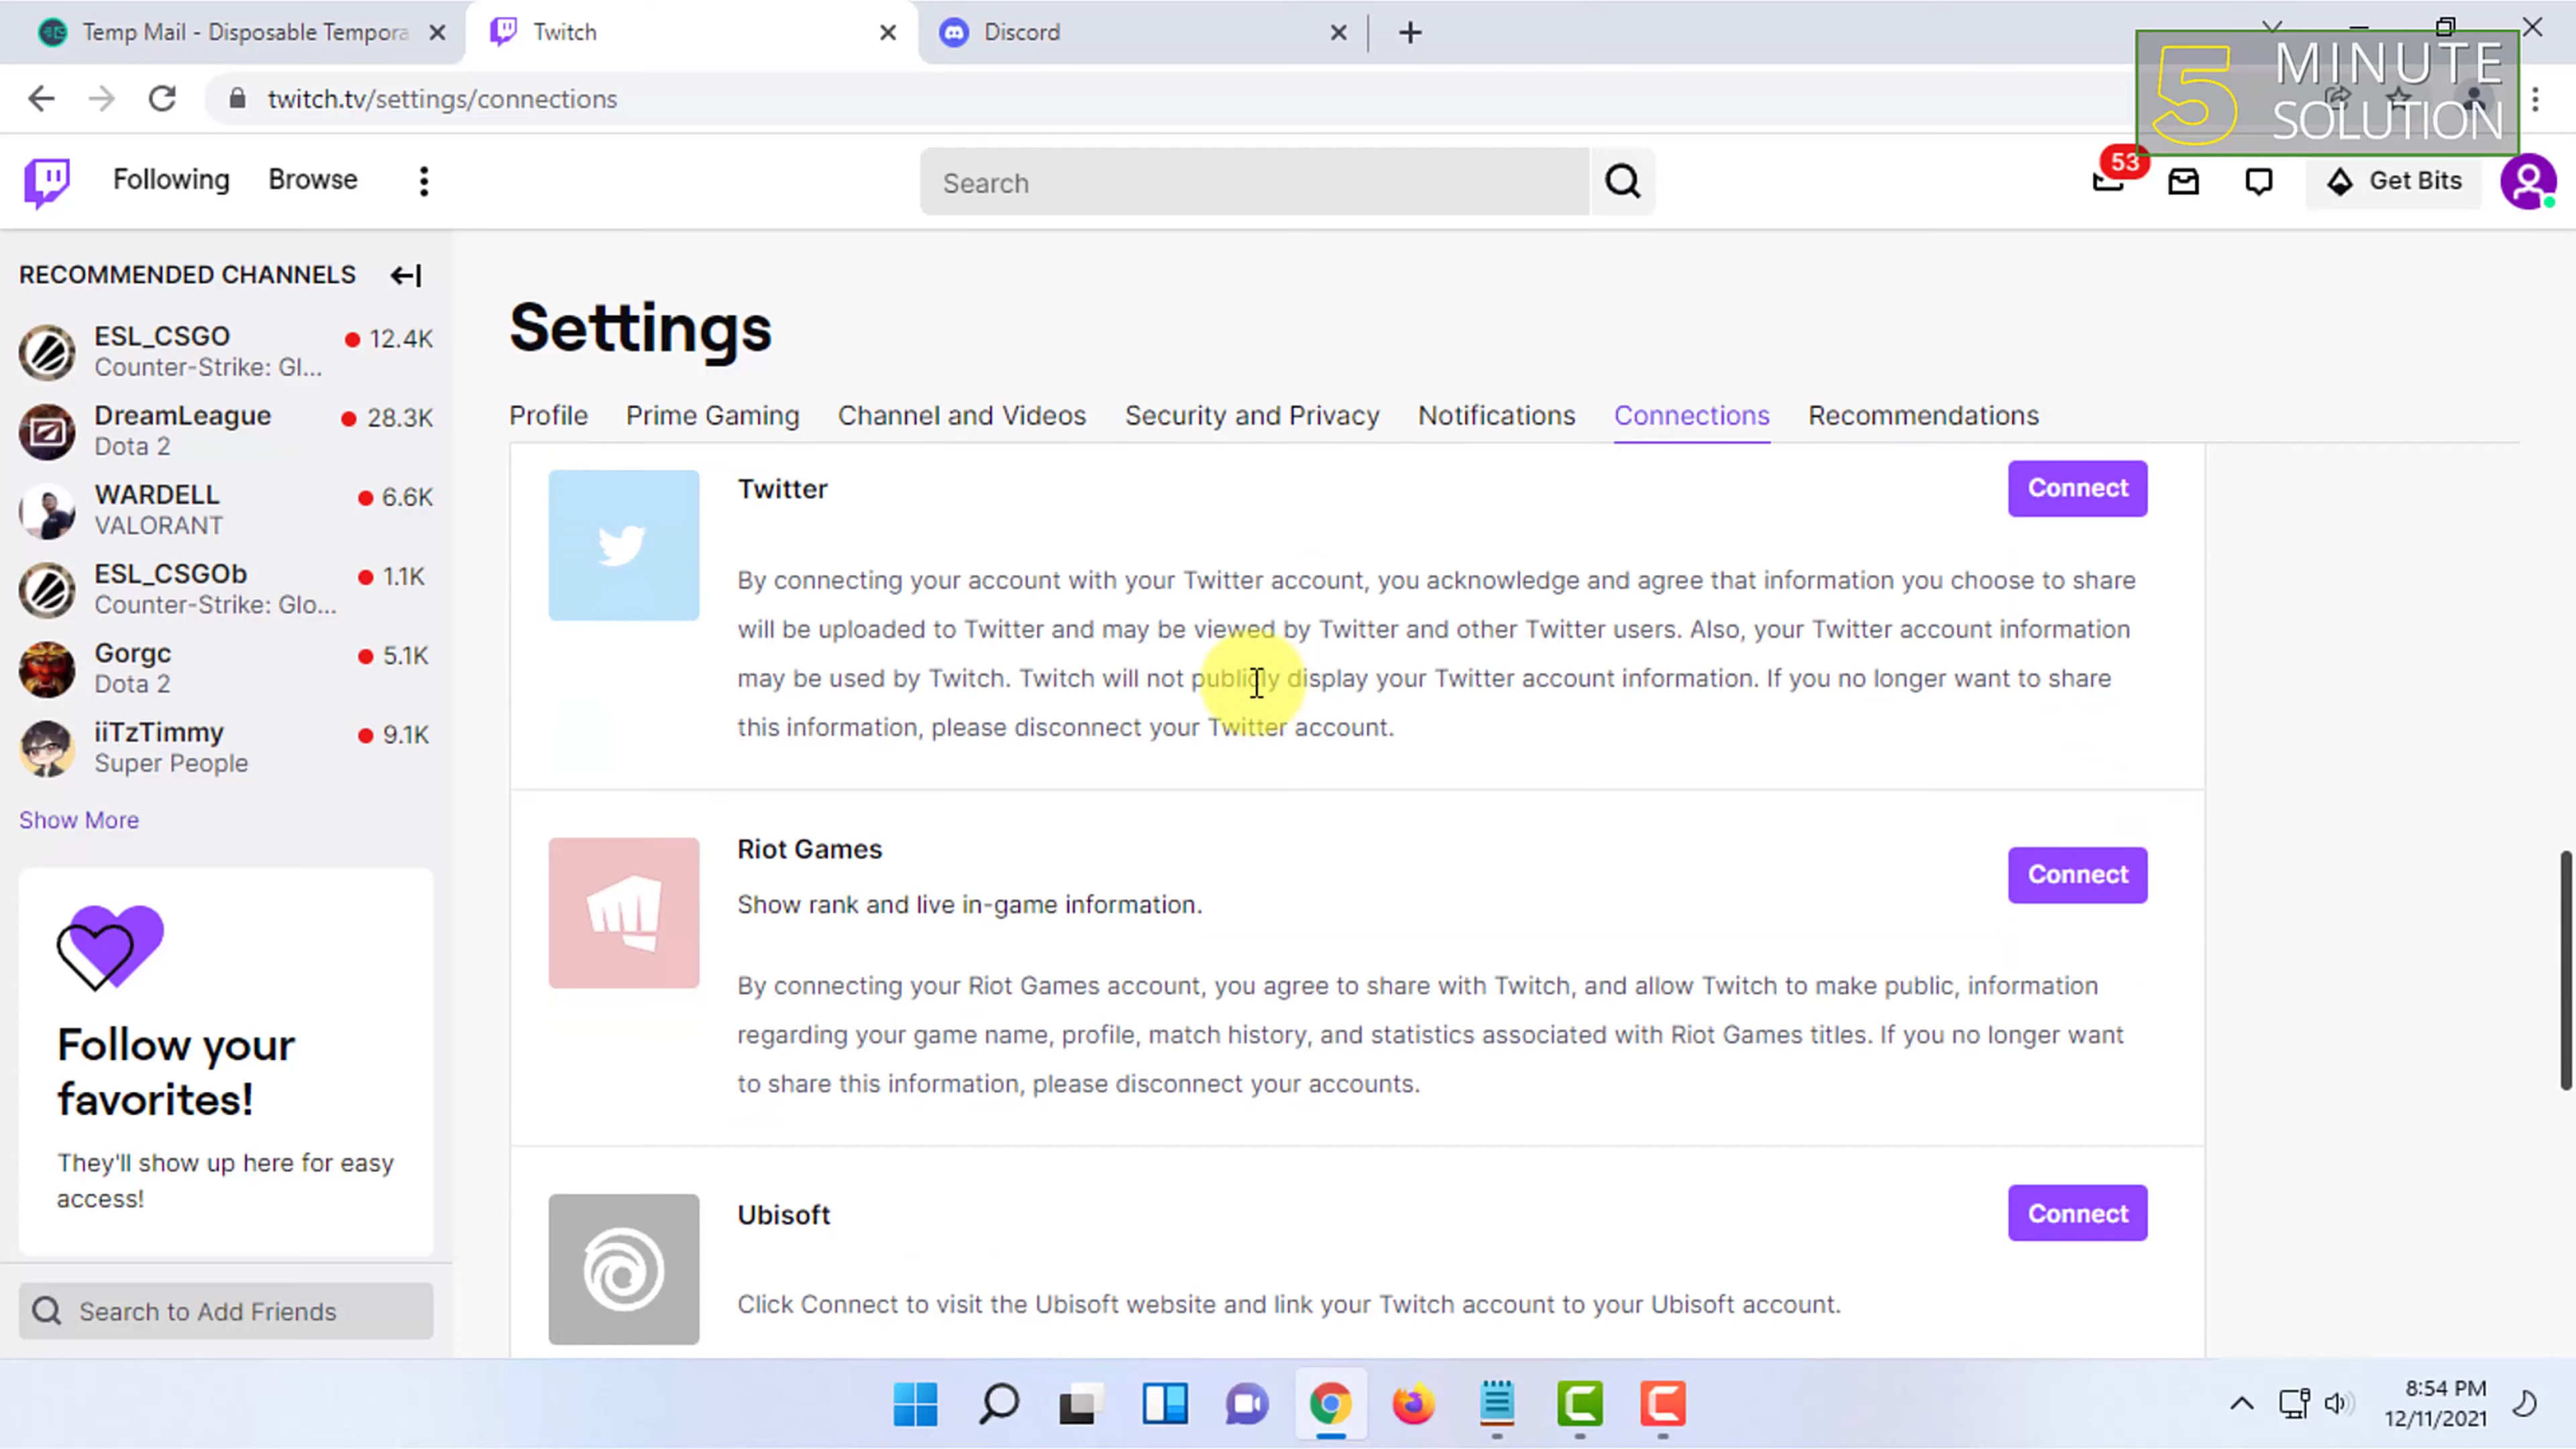 Temp Mail - Disposable Tempora
Twitch
Discord
twitch.tv/settings/connections
5 MINUTE
SOLUTION
Following
Browse
Search
53
Get Bits
RECOMMENDED CHANNELS
ESL_CSGO
12.4K
Counter-Strike: Gl...
DreamLeague
28.3K
Dota 2
WARDELL
6.6K
VALORANT
ESL_CSGOb
1.1K
Counter-Strike: Glo...
Gorgc
5.1K
Dota 2
iiTzTimmy
9.1K
Super People
Show More
Follow your
favorites!
They'll show up here for easy
access!
Search to Add Friends
Settings
Profile
Prime Gaming
Channel and Videos
Security and Privacy
Notifications
Connections
Recommendations
Twitter
Connect
By connecting your account with your Twitter account, you acknowledge and agree that information you choose to share
will be uploaded to Twitter and may be viewed by Twitter and other Twitter users. Also, your Twitter account information
may be used by Twitch. Twitch will not publicly display your Twitter account information. If you no longer want to share
this information, please disconnect your Twitter account.
Riot Games
Connect
Show rank and live in-game information.
By connecting your Riot Games account, you agree to share with Twitch, and allow Twitch to make public, information
regarding your game name, profile, match history, and statistics associated with Riot Games titles. If you no longer want
to share this information, please disconnect your accounts.
Ubisoft
Connect
Click Connect to visit the Ubisoft website and link your Twitch account to your Ubisoft account.
8:54 PM
12/11/2021